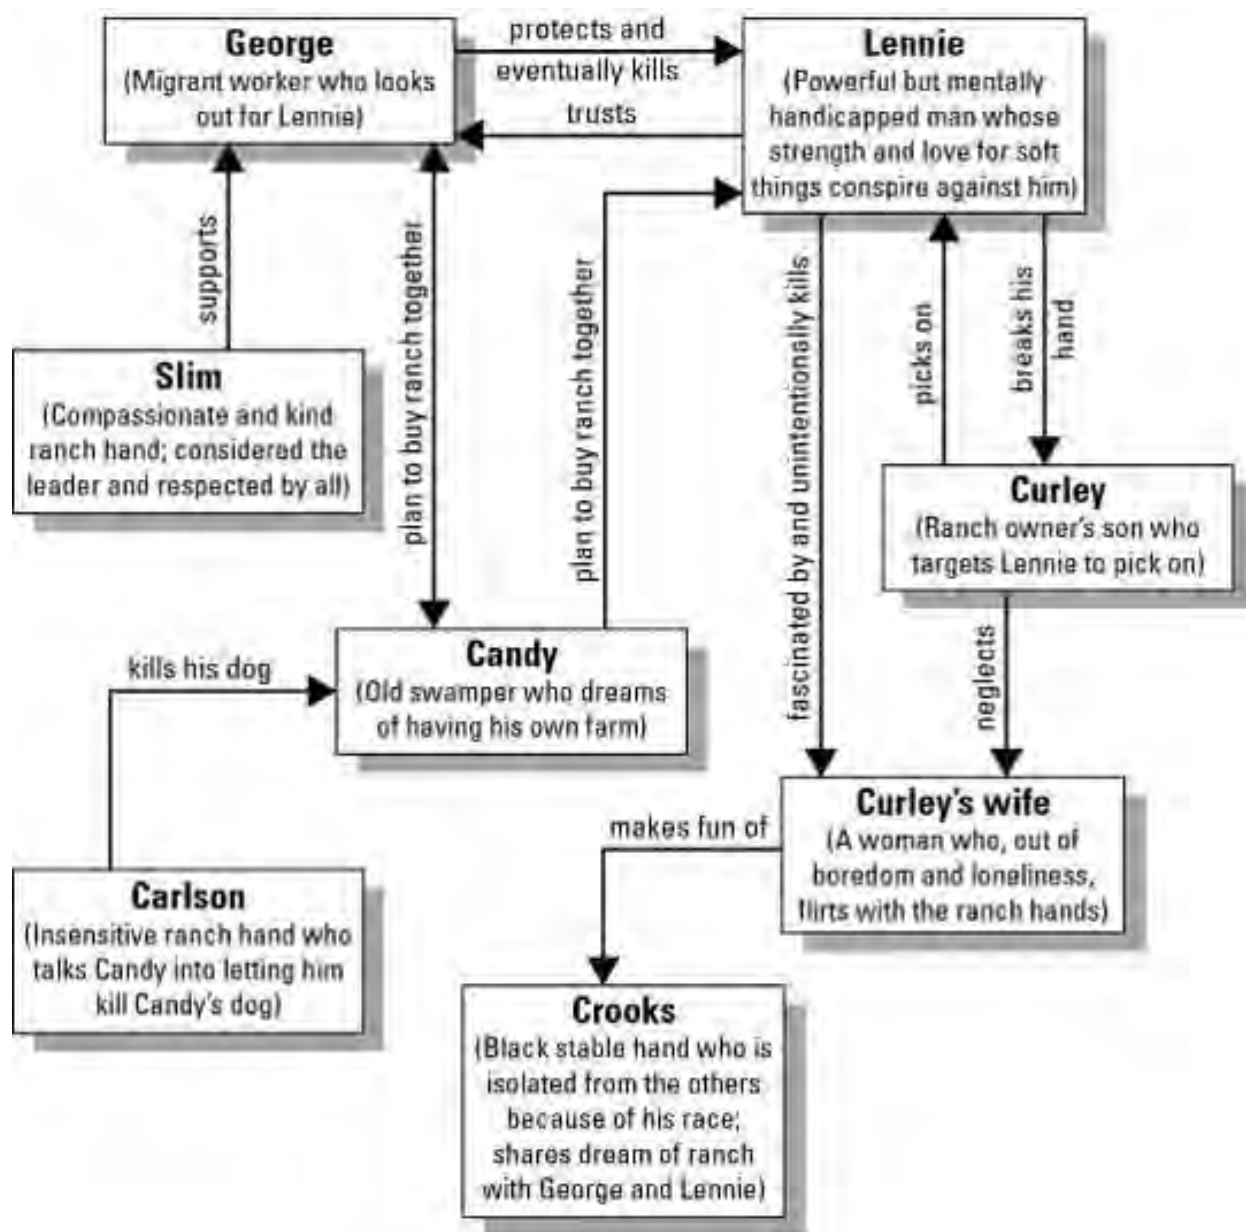 George
(Migrant worker who looks
out for Lennie)
protects and
eventually kills
trusts
Lennie
(Powerful but mentally
handicapped man whose
strength and love for soft
things conspire against him)
supports
plan to buy ranch together
plan to buy ranch together
fascinated by and unintentionally kills
picks on
breaks his
hand
Slim
(Compassionate and kind
ranch hand; considered the
leader and respected by all)
Curley
(Ranch owner's son who
targets Lennie to pick on)
kills his dog
Candy
(Old swamper who dreams
of having his own farm)
neglects
Curley's wife
(A woman who, out of
boredom and loneliness,
flirts with the ranch hands)
makes fun of
Carlson
(Insensitive ranch hand who
talks Candy into letting him
kill Candy's dog)
Crooks
(Black stable hand who is
isolated from the others
because of his race;
shares dream of ranch
with George and Lennie)